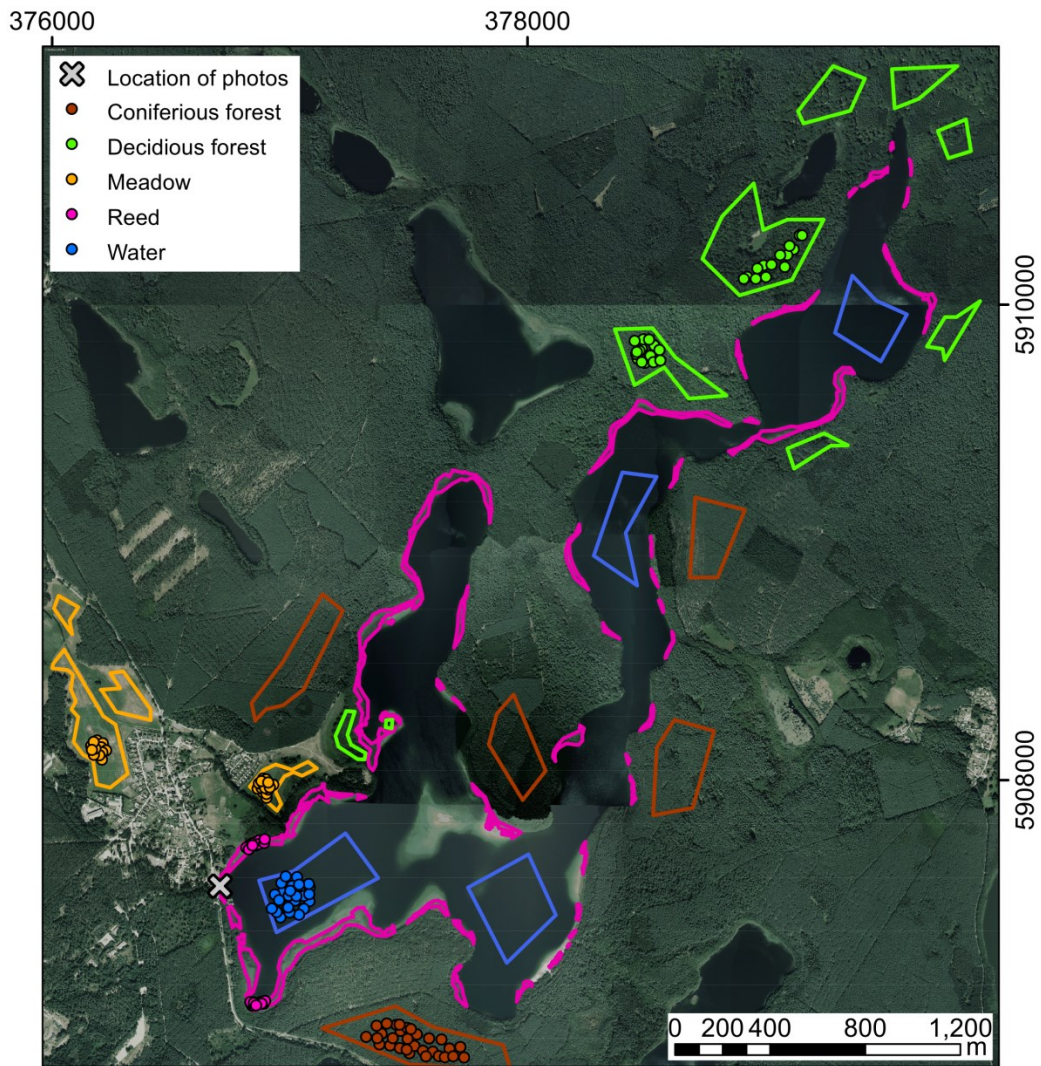 376000 378000
Location of photos
Coniferious forest
Decidious forest
Meadow
Reed
Water
5910000
5908000
0 200 400 800 1,200
m